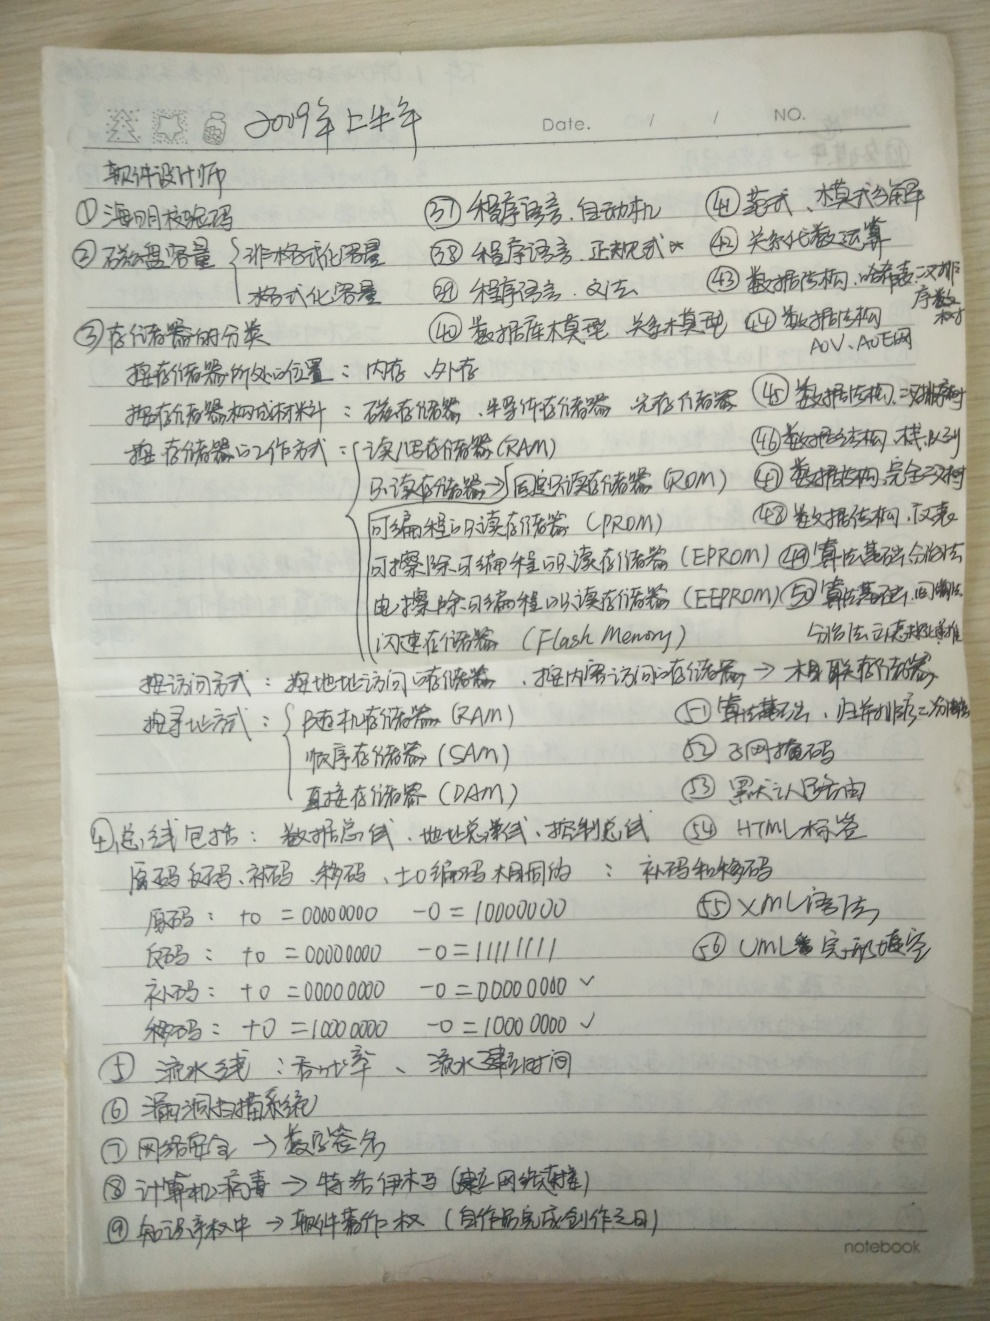 2009年上半年
Date. / / NO.
软件设计师
① 海明校验码
② 磁盘容量 { 非格式化容量
格式化容量
③ 存储器的分类
按存储器所处的位置：内存、外存
按存储器构成材料：磁存储器、半导体存储器、光存储器
按存储器的工作方式：{ 读/写存储器(RAM)
只读存储器→ 固定只读存储器 (ROM)
可编程的只读存储器 (PROM)
可擦除可编程的只读存储器 (EPROM)
电擦除可编程的只读存储器 (EEPROM)
闪速存储器 (Flash Memory)
按访问方式：按地址访问的存储器、按内容访问的存储器 → 相联存储器
按寻址方式：{ 随机存储器 (RAM)
顺序存储器 (SAM)
直接存储器 (DAM)
④ 总线包括：数据总线、地址总线、控制总线
原码、反码、补码、移码、±0编码相同的：补码和移码
原码：+0 = 00000000 -0 = 10000000
反码：+0 = 00000000 -0 = 11111111
补码：+0 = 00000000 -0 = 00000000 ✓
移码：+0 = 10000000 -0 = 10000000 ✓
⑤ 流水线：吞吐率、流水建立时间
⑥ 漏洞扫描系统
⑦ 网络安全 → 数字签名
⑧ 计算机病毒 → 特洛伊木马 (建立网络连接)
⑨ 知识产权中 → 软件著作权 (自作品完成创作之日)
㊲ 程序语言、自动机
㊳ 程序语言、正规式
㊴ 程序语言、文法
㊵ 数据库模型 关系模型
㊶ 范式、模式分解
㊷ 关系代数运算
㊸ 数据结构、哈希表、二叉排序数
㊹ 数据结构
AOV、AOE网
㊺ 数据结构、二叉排序树
㊻ 数据结构、栈、队列
㊼ 数据结构、完全二叉树
㊽ 数据结构、
㊾ 算法基础、分治法
㊿ 算法基础、回溯法
分治法
51 算法基础、归并排序、二分
52 子网掩码
53 默认路由
54 HTML标签
55 XML语法
56 UML 填空
notebook